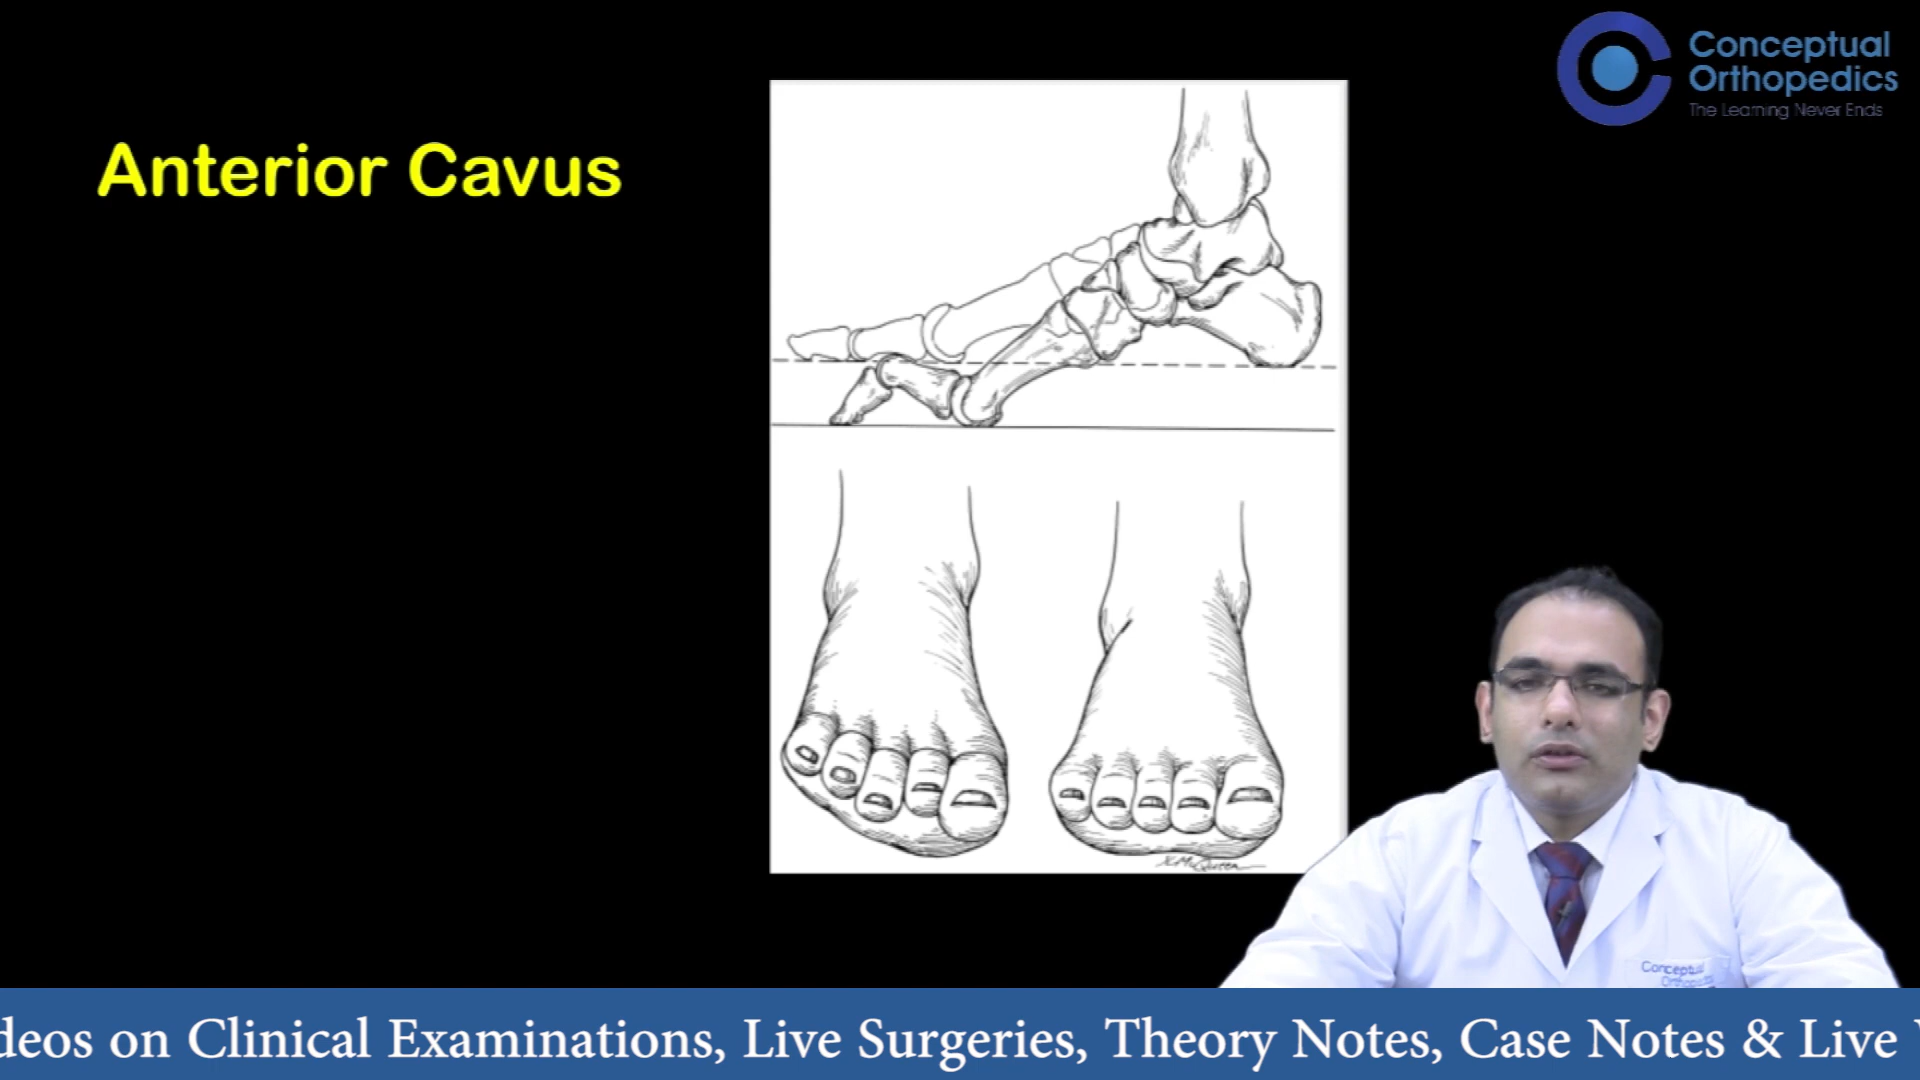 Conceptual
Orthopedics
The Learning Never Ends
Anterior Cavus
Conceptual
deos on Clinical Examinations, Live Surgeries, Theory Notes, Case Notes & Live